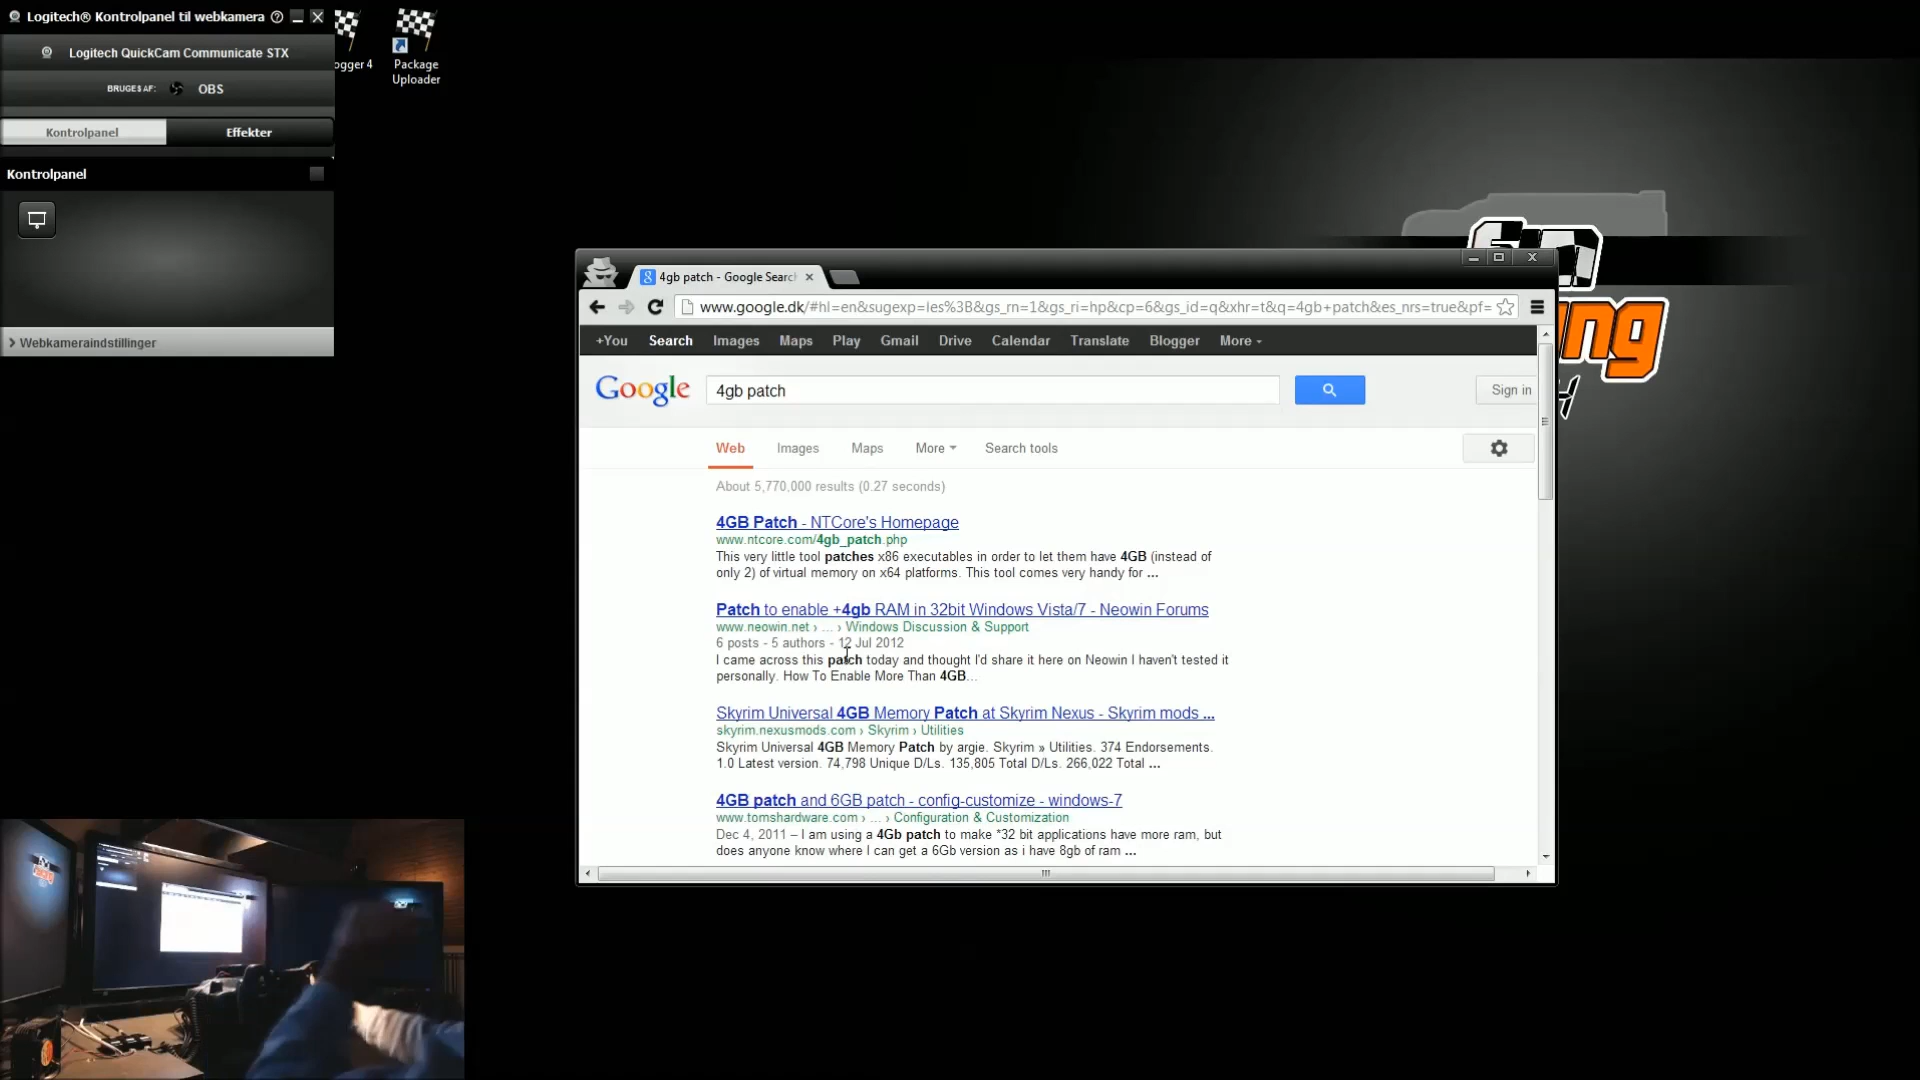 Logitech® Kontrolpanel til webkamera
Logitech QuickCam Communicate STX
BRUGES AF: OBS
Kontrolpanel Effekter
Kontrolpanel
Webkameraindstillinger
ogger 4
Package
Uploader
4gb patch - Google Searc
www.google.dk/#hl=en&sugexp=les%3B&gs_rn=1&gs_ri=hp&cp=6&gs_id=q&xhr=t&q=4gb+patch&es_nrs=true&pf=
+You Search Images Maps Play Gmail Drive Calendar Translate Blogger More
Google 4gb patch Sign in
Web Images Maps More Search tools
About 5,770,000 results (0.27 seconds)
4GB Patch - NTCore's Homepage
www.ntcore.com/4gb_patch.php
This very little tool patches x86 executables in order to let them have 4GB (instead of
only 2) of virtual memory on x64 platforms. This tool comes very handy for ...
Patch to enable +4gb RAM in 32bit Windows Vista/7 - Neowin Forums
www.neowin.net › ... › Windows Discussion & Support
6 posts - 5 authors - 12 Jul 2012
I came across this patch today and thought I'd share it here on Neowin I haven't tested it
personally. How To Enable More Than 4GB...
Skyrim Universal 4GB Memory Patch at Skyrim Nexus - Skyrim mods ...
skyrim.nexusmods.com › Skyrim › Utilities
Skyrim Universal 4GB Memory Patch by argie. Skyrim » Utilities. 374 Endorsements.
1.0 Latest version. 74,798 Unique D/Ls. 135,805 Total D/Ls. 266,022 Total ...
4GB patch and 6GB patch - config-customize - windows-7
www.tomshardware.com › ... › Configuration & Customization
Dec 4, 2011 – I am using a 4Gb patch to make *32 bit applications have more ram, but
does anyone know where I can get a 6Gb version as i have 8gb of ram ...